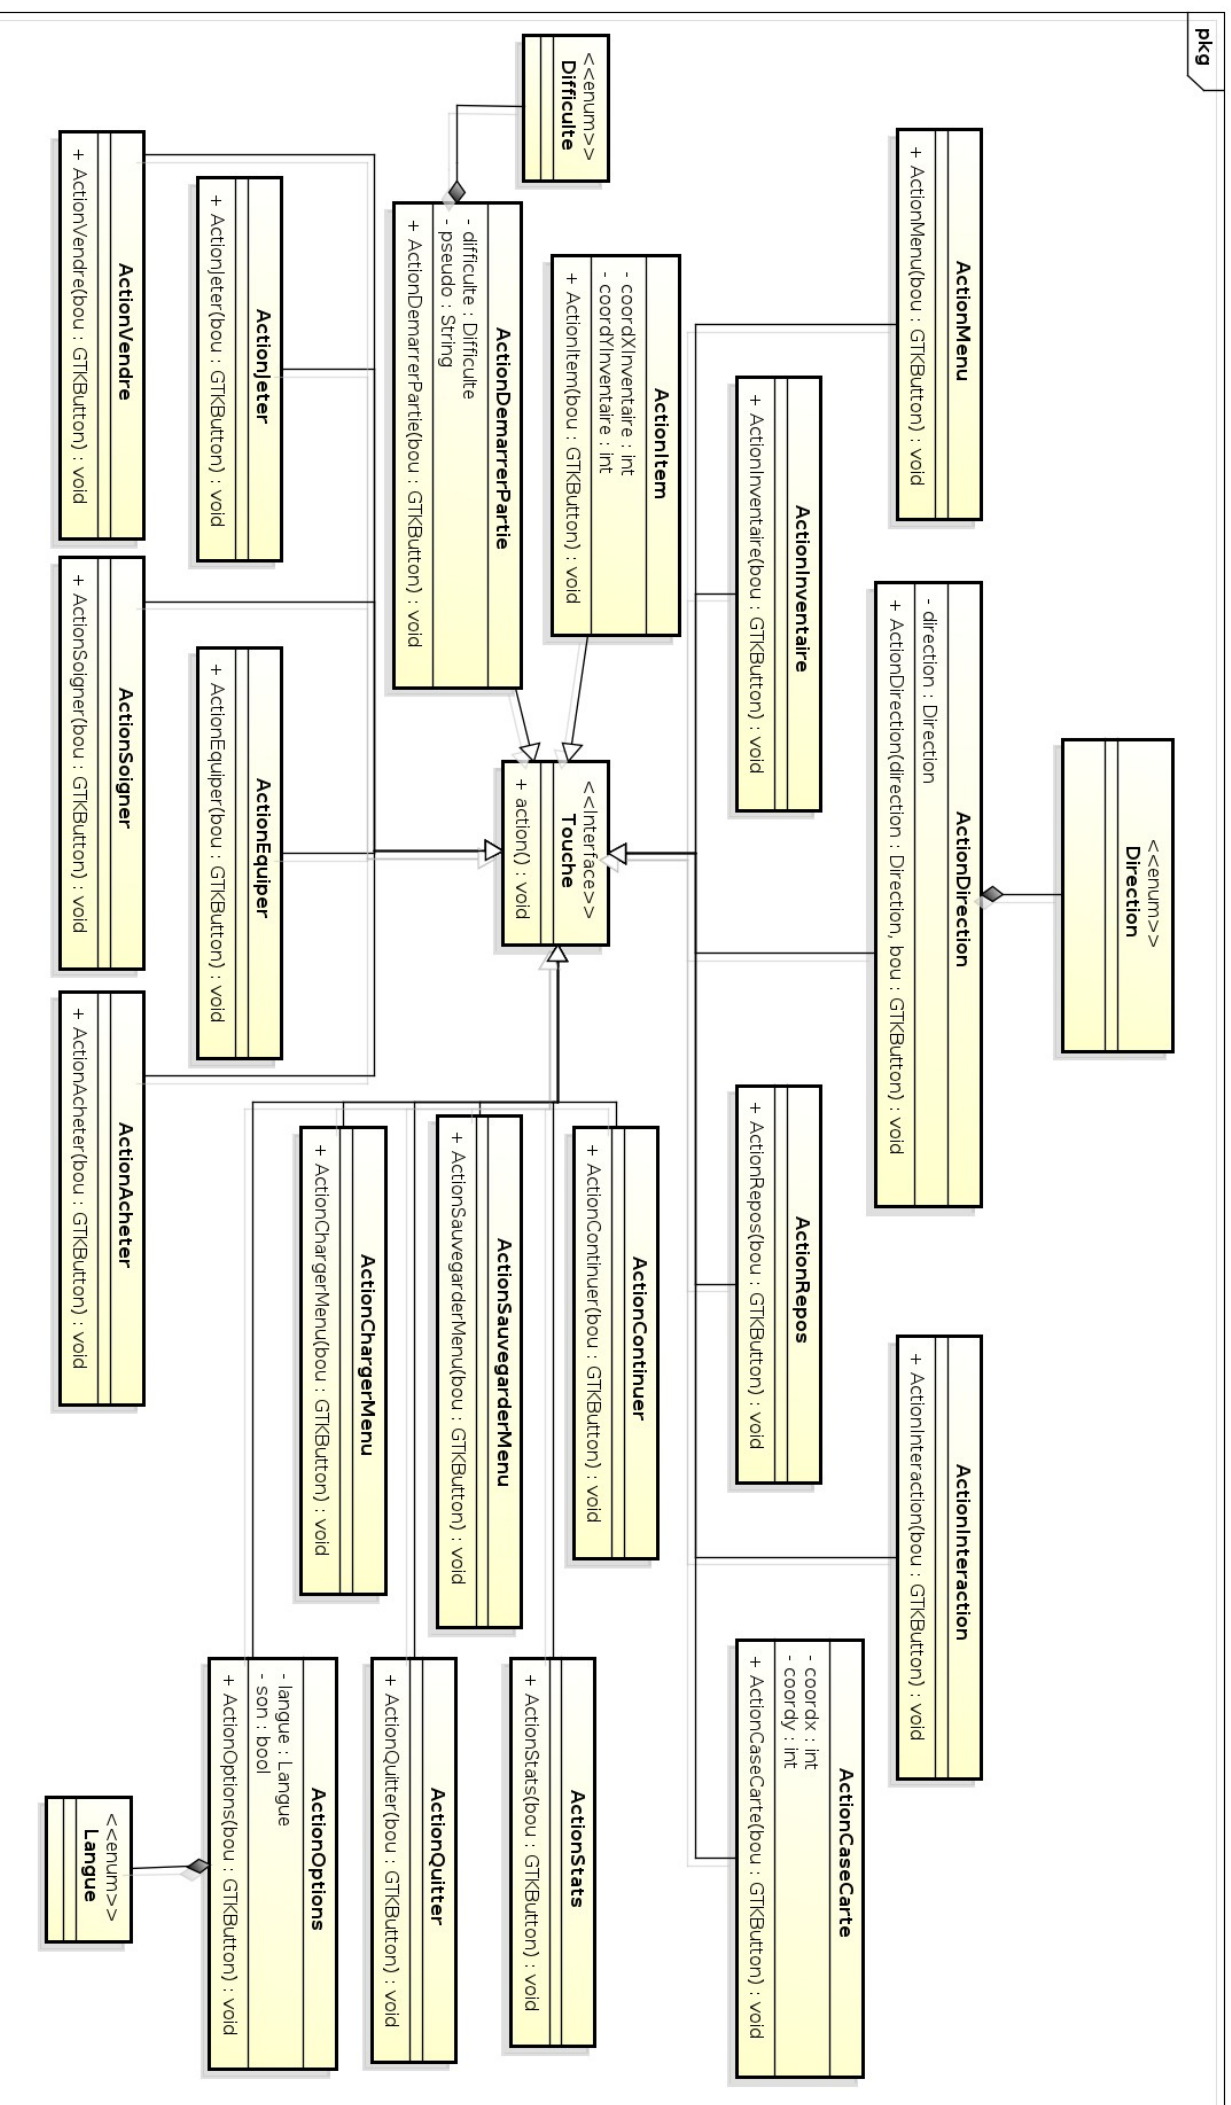 pkg
<<enum>>
Direction
ActionMenu
+ ActionMenu(bou : GTKButton) : void
ActionDirection
- direction : Direction
+ ActionDirection(direction : Direction, bou : GTKButton) : void
ActionInteraction
+ ActionInteraction(bou : GTKButton) : void
ActionInventaire
+ ActionInventaire(bou : GTKButton) : void
ActionRepos
+ ActionRepos(bou : GTKButton) : void
ActionCaseCarte
- coordx : int
- coordy : int
+ ActionCaseCarte(bou : GTKButton) : void
ActionItem
- coordXInventaire : int
- coordYInventaire : int
+ ActionItem(bou : GTKButton) : void
<<enum>>
Difficulte
<<Interface>>
Touche
+ action() : void
ActionContinuer
+ ActionContinuer(bou : GTKButton) : void
ActionStats
+ ActionStats(bou : GTKButton) : void
ActionDemarrerPartie
- difficulte : Difficulte
- pseudo : String
+ ActionDemarrerPartie(bou : GTKButton) : void
ActionSauvegarderMenu
+ ActionSauvegarderMenu(bou : GTKButton) : void
ActionQuitter
+ ActionQuitter(bou : GTKButton) : void
ActionChargerMenu
+ ActionChargerMenu(bou : GTKButton) : void
ActionOptions
- langue : Langue
- son : bool
+ ActionOptions(bou : GTKButton) : void
ActionJeter
+ ActionJeter(bou : GTKButton) : void
ActionEquiper
+ ActionEquiper(bou : GTKButton) : void
ActionVendre
+ ActionVendre(bou : GTKButton) : void
ActionSoigner
+ ActionSoigner(bou : GTKButton) : void
ActionAcheter
+ ActionAcheter(bou : GTKButton) : void
<<enum>>
Langue